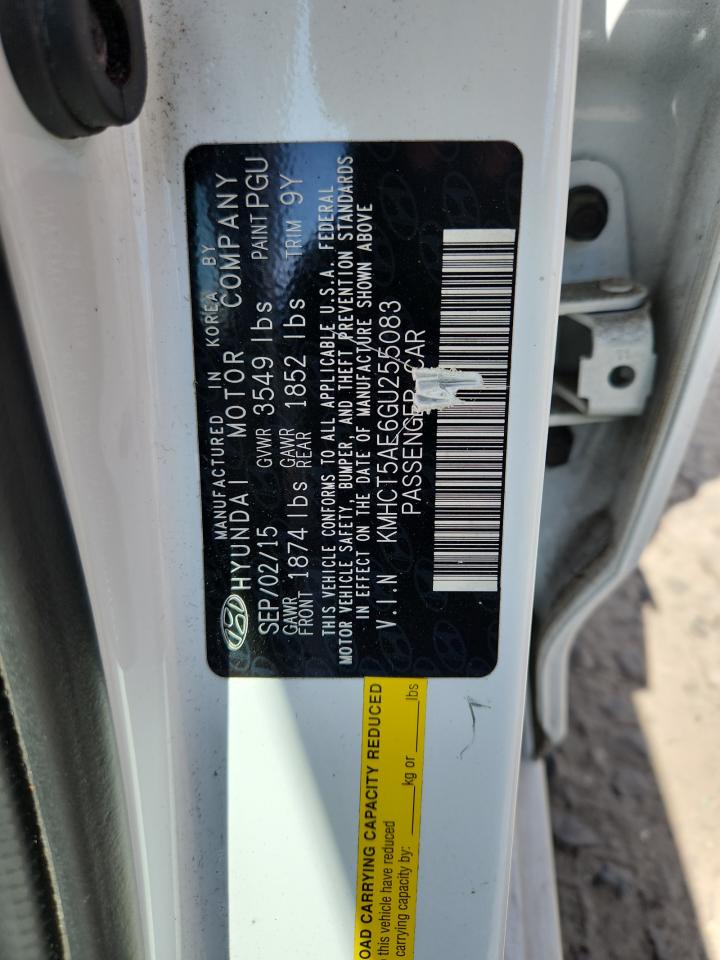 MANUFACTURED IN KOREA BY
HYUNDAI MOTOR COMPANY
SEP/02/15 GVWR 3549 lbs PAINT PGU
GAWR FRONT 1874 lbs GAWR REAR 1852 lbs TRIM 9Y
THIS VEHICLE CONFORMS TO ALL APPLICABLE U.S.A. FEDERAL
MOTOR VEHICLE SAFETY, BUMPER, AND THEFT PREVENTION STANDARDS
IN EFFECT ON THE DATE OF MANUFACTURE SHOWN ABOVE
V.I.N KMHCT5AE6GU255083
PASSENGER CAR
OAD CARRYING CAPACITY REDUCED
this vehicle have reduced
carrying capacity by: ______kg or ______lbs